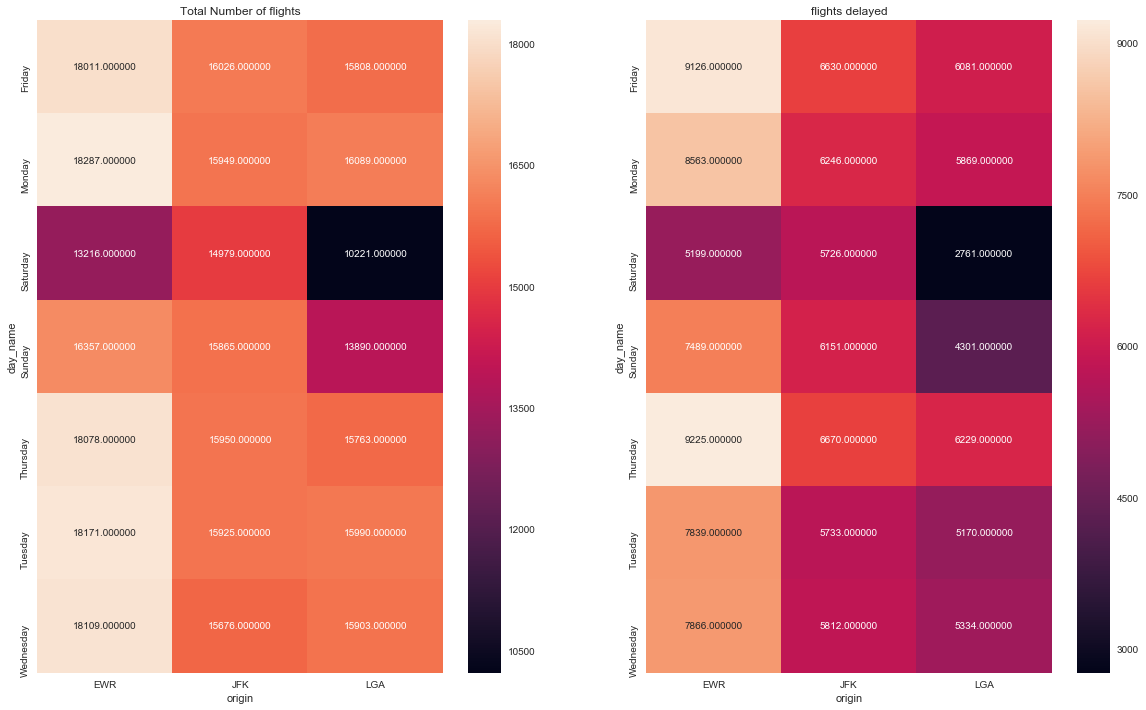 Total Number of flights
18011.000000 16026.000000 15808.000000
18287.000000 15949.000000 16089.000000
13216.000000 14979.000000 10221.000000
16357.000000 15865.000000 13890.000000
18078.000000 15950.000000 15763.000000
18171.000000 15925.000000 15990.000000
18109.000000 15676.000000 15903.000000
Friday
Monday
Saturday
Sunday
Thursday
Tuesday
Wednesday
day_name
EWR JFK LGA
origin
18000
16500
15000
13500
12000
10500
flights delayed
9126.000000 6630.000000 6081.000000
8563.000000 6246.000000 5869.000000
5199.000000 5726.000000 2761.000000
7489.000000 6151.000000 4301.000000
9225.000000 6670.000000 6229.000000
7839.000000 5733.000000 5170.000000
7866.000000 5812.000000 5334.000000
Friday
Monday
Saturday
Sunday
Thursday
Tuesday
Wednesday
day_name
EWR JFK LGA
origin
9000
7500
6000
4500
3000